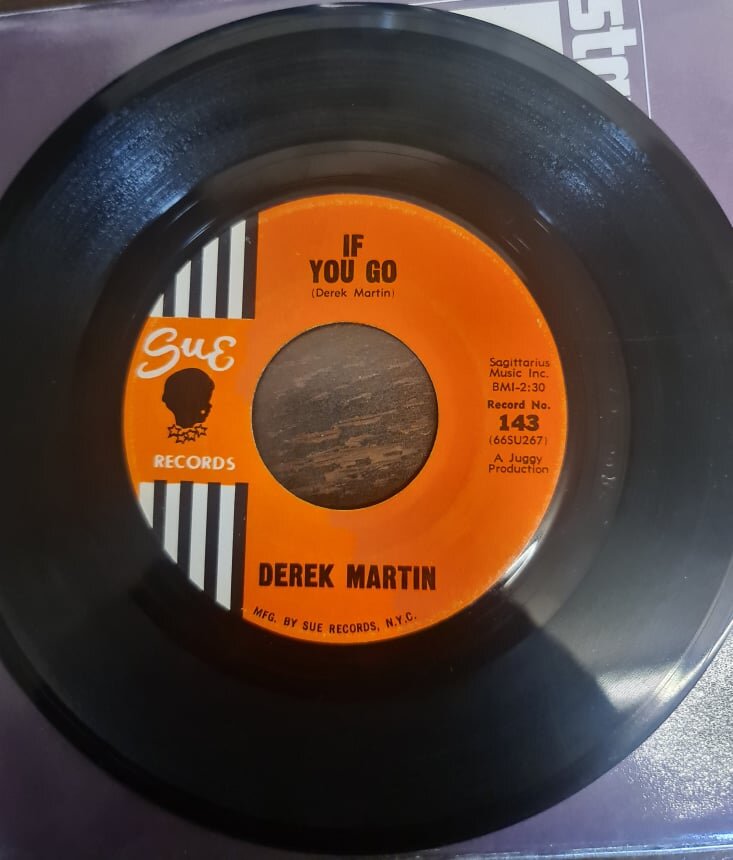 IF
YOU GO
(Derek Martin)
SUE
RECORDS
Sagittarius
Music Inc.
BMI-2:30
Record No.
143
(66SU267)
A Juggy
Production
DEREK MARTIN
MFG. BY SUE RECORDS, N.Y.C.